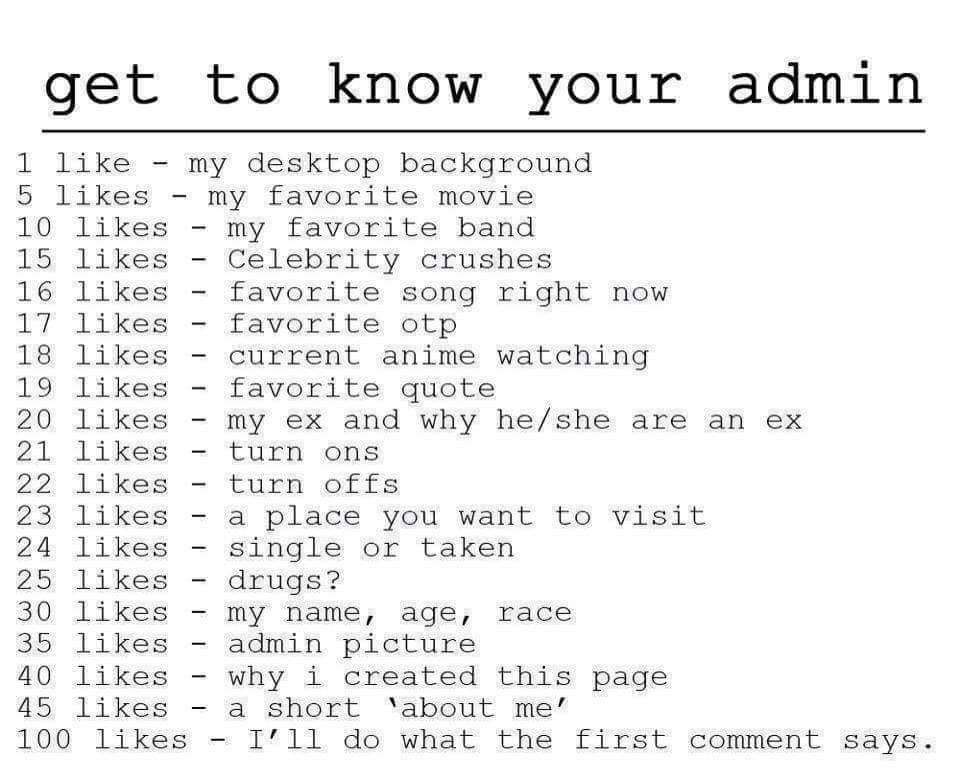 get to know your admin
1 like - my desktop background
5 likes - my favorite movie
10 likes - my favorite band
15 likes - Celebrity crushes
16 likes - favorite song right now
17 likes - favorite otp
18 likes - current anime watching
19 likes - favorite quote
20 likes - my ex and why he/she are an ex
21 likes - turn ons
22 likes - turn offs
23 likes - a place you want to visit
24 likes - single or taken
25 likes - drugs?
30 likes - my name, age, race
35 likes - admin picture
40 likes - why i created this page
45 likes - a short ‘about me’
100 likes - I’ll do what the first comment says.